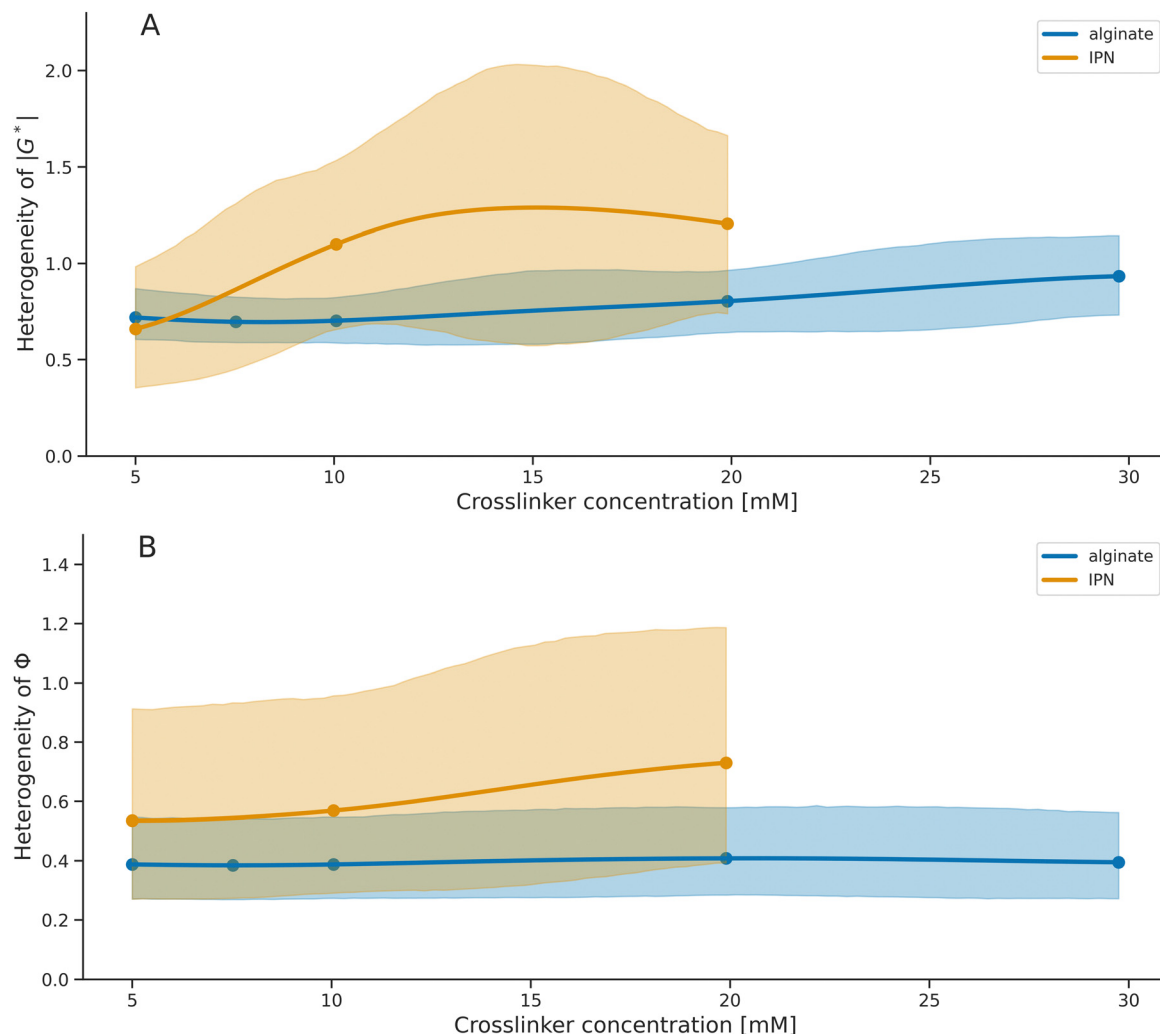 A
alginate
IPN
Heterogeneity of |G*|
2.0
1.5
1.0
0.5
0.0
5 10 15 20 25 30
Crosslinker concentration [mM]
B
alginate
IPN
Heterogeneity of Φ
1.4
1.2
1.0
0.8
0.6
0.4
0.2
0.0
5 10 15 20 25 30
Crosslinker concentration [mM]